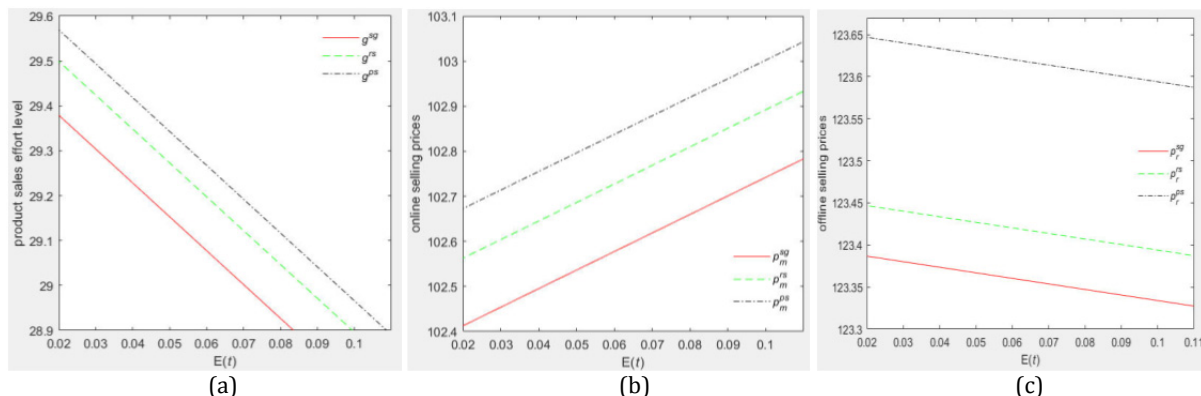 29.6
29.5
29.4
29.3
29.2
29.1
29
28.9
product sales effort level
g^sg
g^rs
g^ps
0.02 0.03 0.04 0.05 0.06 0.07 0.08 0.09 0.1
E(t)
(a)
103.1
103
102.9
102.8
102.7
102.6
102.5
102.4
online selling prices
p_m^sg
p_m^rs
p_m^ps
0.02 0.03 0.04 0.05 0.06 0.07 0.08 0.09 0.1
E(t)
(b)
123.65
123.6
123.55
123.5
123.45
123.4
123.35
123.3
offline selling prices
p_r^sg
p_r^rs
p_r^ps
0.02 0.03 0.04 0.05 0.06 0.07 0.08 0.09 0.1 0.11
E(t)
(c)